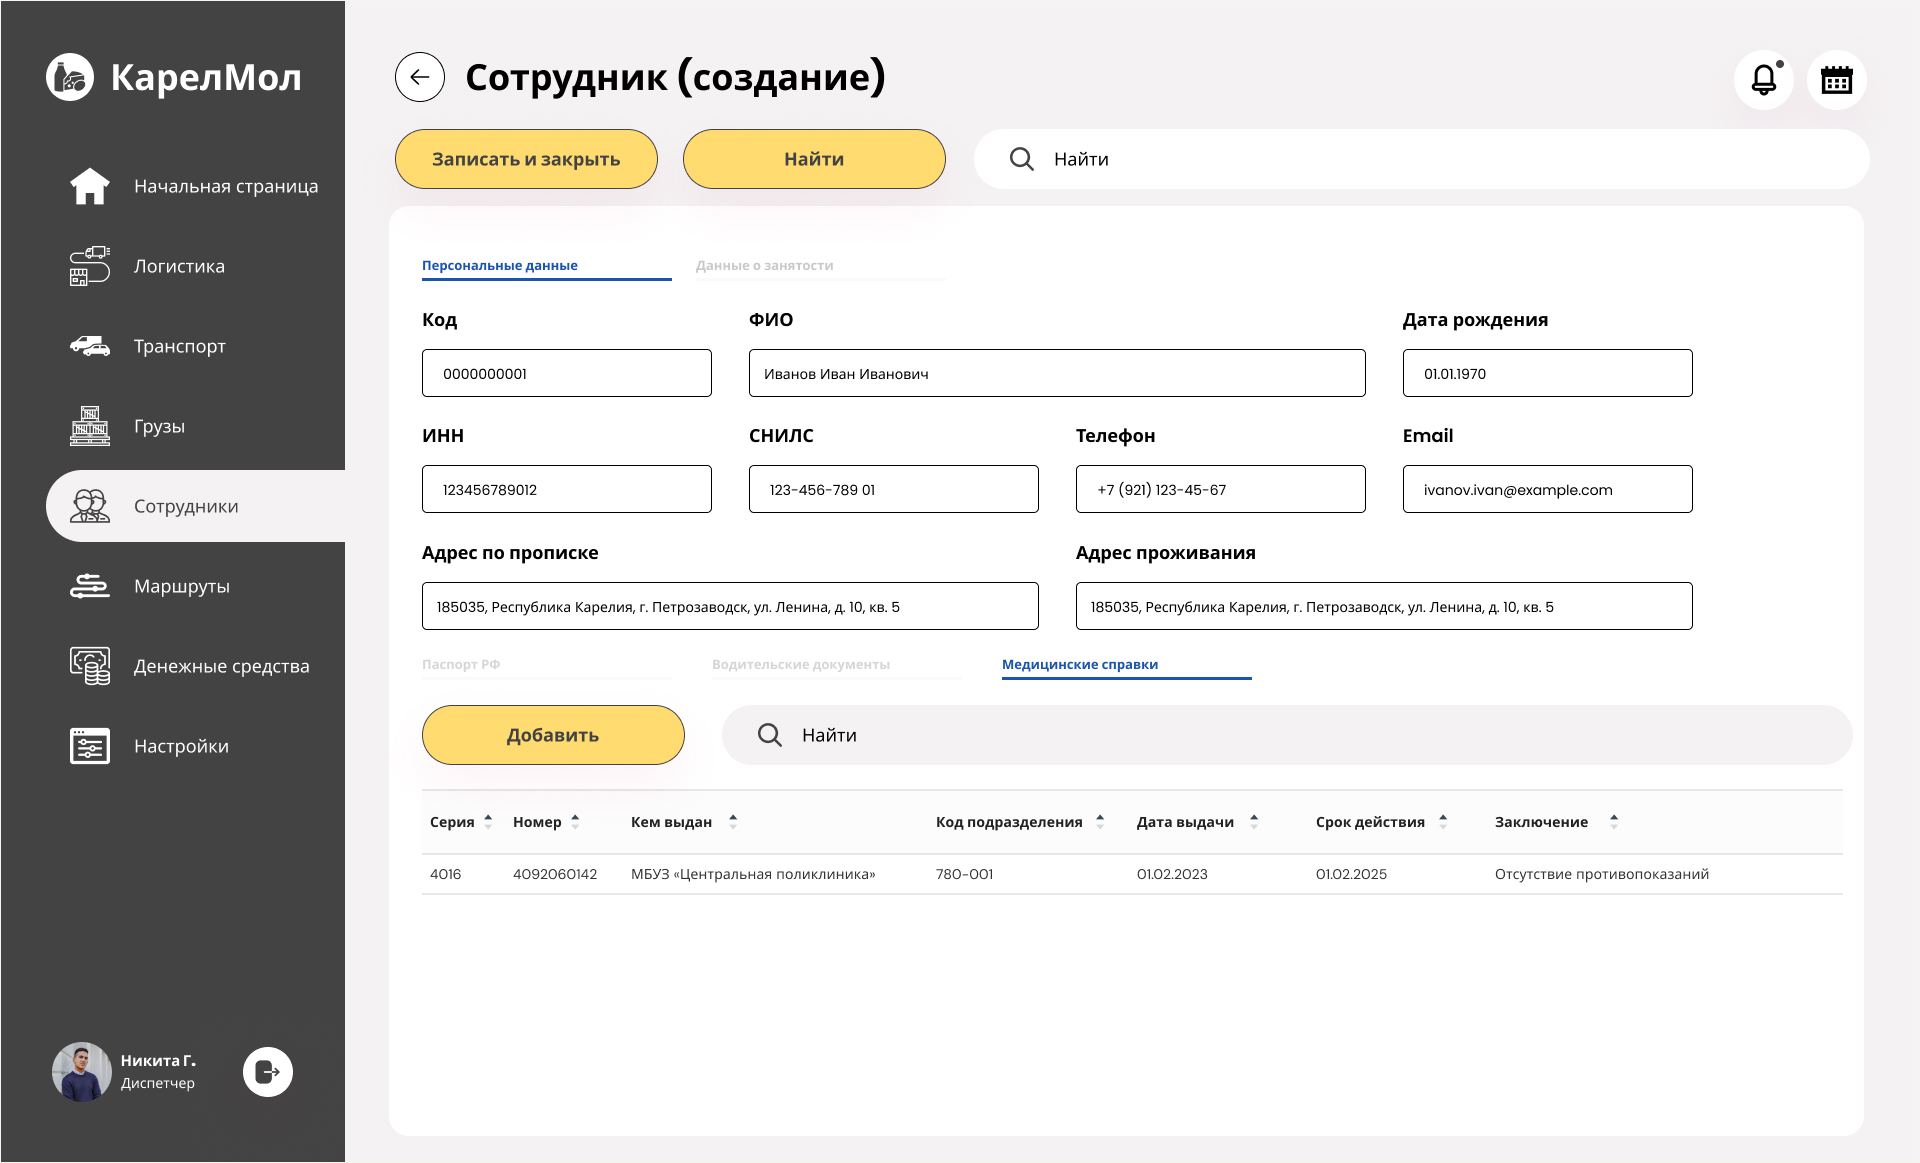 КарелМол
Начальная страница
Логистика
Транспорт
Грузы
Сотрудники
Маршруты
Денежные средства
Настройки
Никита Г.
Диспетчер
Сотрудник (создание)
Записать и закрыть
Найти
Найти
Персональные данные
Данные о занятости
Код
ФИО
Дата рождения
0000000001
Иванов Иван Иванович
01.01.1970
ИНН
СНИЛС
Телефон
Email
123456789012
123-456-789 01
+7 (921) 123-45-67
ivanov.ivan@example.com
Адрес по прописке
Адрес проживания
185035, Республика Карелия, г. Петрозаводск, ул. Ленина, д. 10, кв. 5
185035, Республика Карелия, г. Петрозаводск, ул. Ленина, д. 10, кв. 5
Паспорт РФ
Водительские документы
Медицинские справки
Добавить
Найти
Серия Номер Кем выдан Код подразделения Дата выдачи Срок действия Заключение
4016 4092060142 МБУЗ «Центральная поликлиника» 780-001 01.02.2023 01.02.2025 Отсутствие противопоказаний